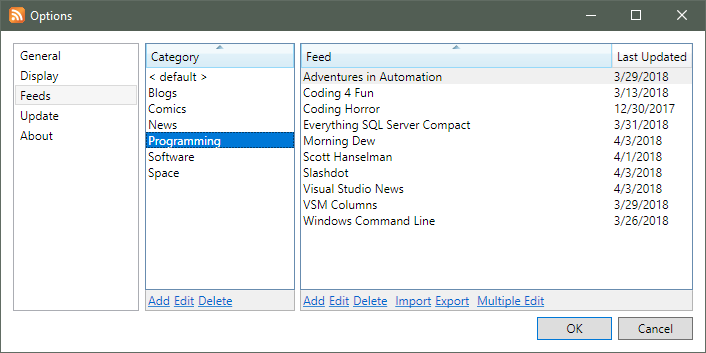 Options
General
Display
Feeds
Update
About
Category
< default >
Blogs
Comics
News
Programming
Software
Space
Add Edit Delete
Feed Last Updated
Adventures in Automation 3/29/2018
Coding 4 Fun 3/13/2018
Coding Horror 12/30/2017
Everything SQL Server Compact 3/31/2018
Morning Dew 4/3/2018
Scott Hanselman 4/1/2018
Slashdot 4/3/2018
Visual Studio News 4/3/2018
VSM Columns 3/29/2018
Windows Command Line 3/26/2018
Add Edit Delete Import Export Multiple Edit
OK Cancel